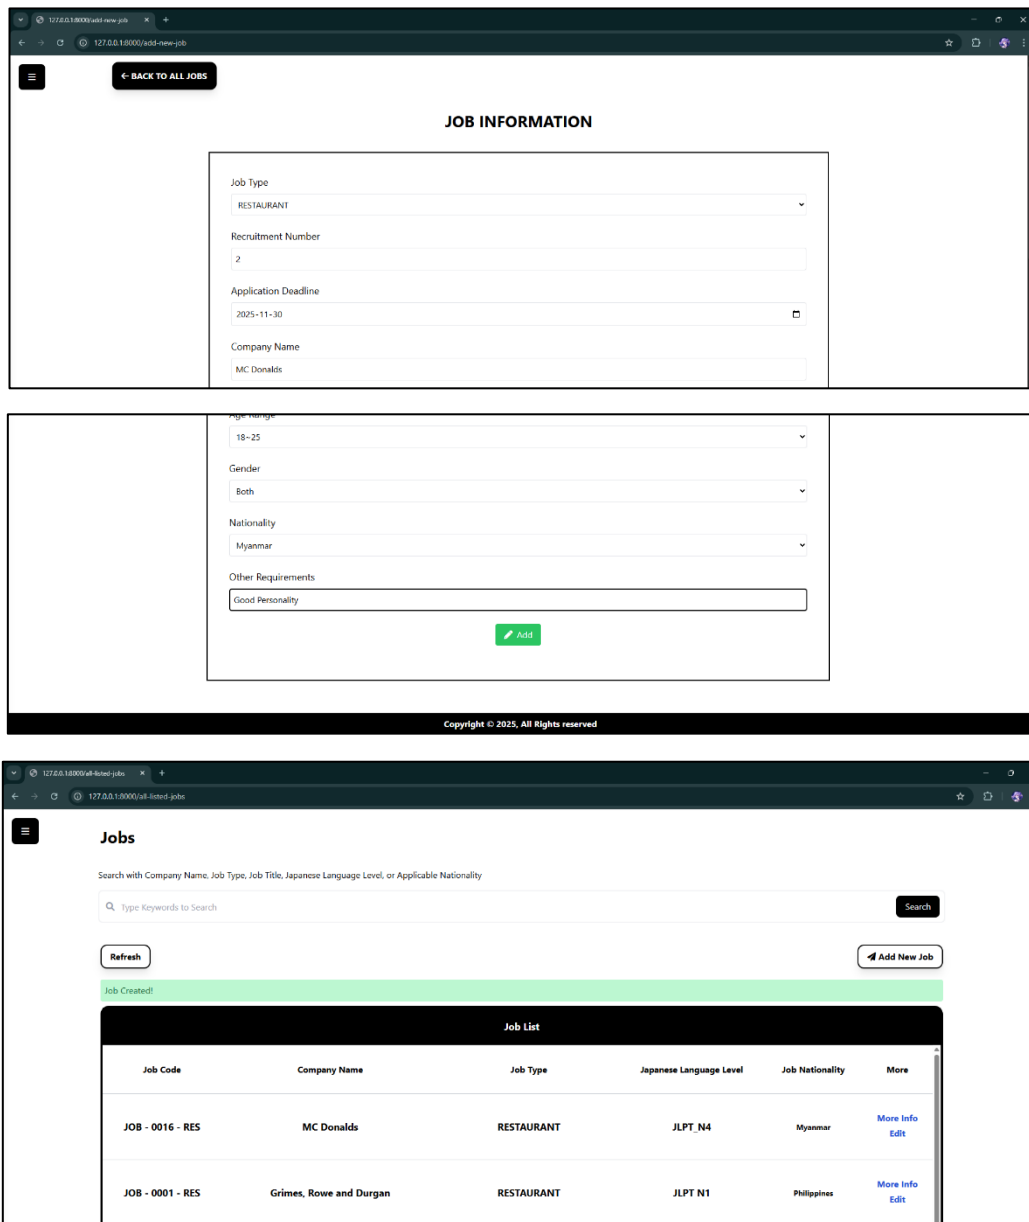 127.0.0.1:8000/add-new-job
127.0.0.1:8000/add-new-job
← BACK TO ALL JOBS
JOB INFORMATION
Job Type
RESTAURANT
Recruitment Number
2
Application Deadline
2025-11-30
Company Name
MC Donalds
Age Range
18~25
Gender
Both
Nationality
Myanmar
Other Requirements
Good Personality
Add
Copyright © 2025, All Rights reserved
127.0.0.1:8000/all-listed-jobs
127.0.0.1:8000/all-listed-jobs
Jobs
Search with Company Name, Job Type, Job Title, Japanese Language Level, or Applicable Nationality
Type Keywords to Search Search
Refresh Add New Job
Job Created!
Job List
Job Code Company Name Job Type Japanese Language Level Job Nationality More
JOB - 0016 - RES MC Donalds RESTAURANT JLPT_N4 Myanmar More Info
Edit
JOB - 0001 - RES Grimes, Rowe and Durgan RESTAURANT JLPT N1 Philippines More Info
Edit